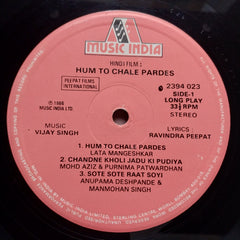 MUSIC INDIA
HINDI FILM :
HUM TO CHALE PARDES
PEEPAT FILMS
INTERNATIONAL
℗ 1988
MUSIC IND LTD.
2394 023
SIDE-1
LONG PLAY
33⅓ RPM
STEREO
MUSIC
VIJAY SINGH
LYRICS
RAVINDRA PEEPAT
1. HUM TO CHALE PARDES
LATA MANGESHKAR
2. CHANDNE KHOLI JADU KI PUDIYA
MOHD AZIZ & PURNIMA PATWARDHAN
3. SOTE SOTE RAAT SOYI
ANUPAMA DESHPANDE &
MANMOHAN SINGH